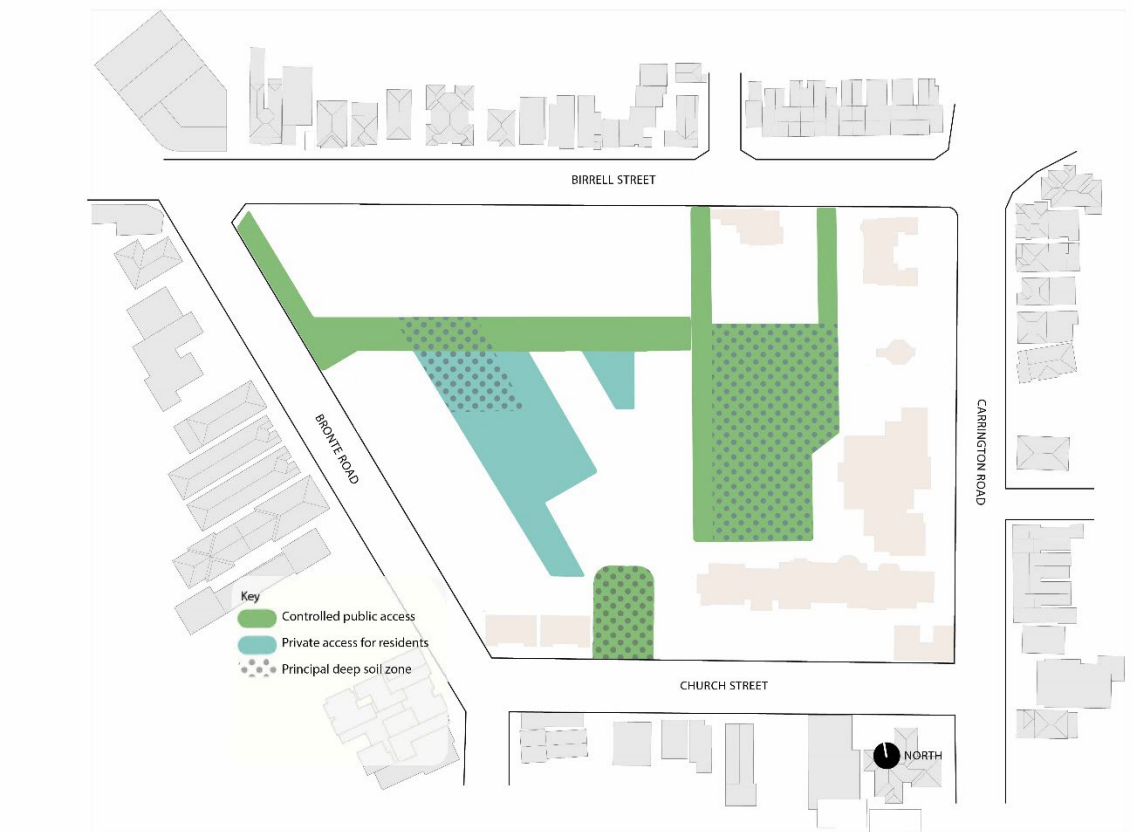 BIRRELL STREET
BRONTE ROAD
CARRINGTON ROAD
Key
Controlled public access
Private access for residents
Principal deep soil zone
CHURCH STREET
NORTH